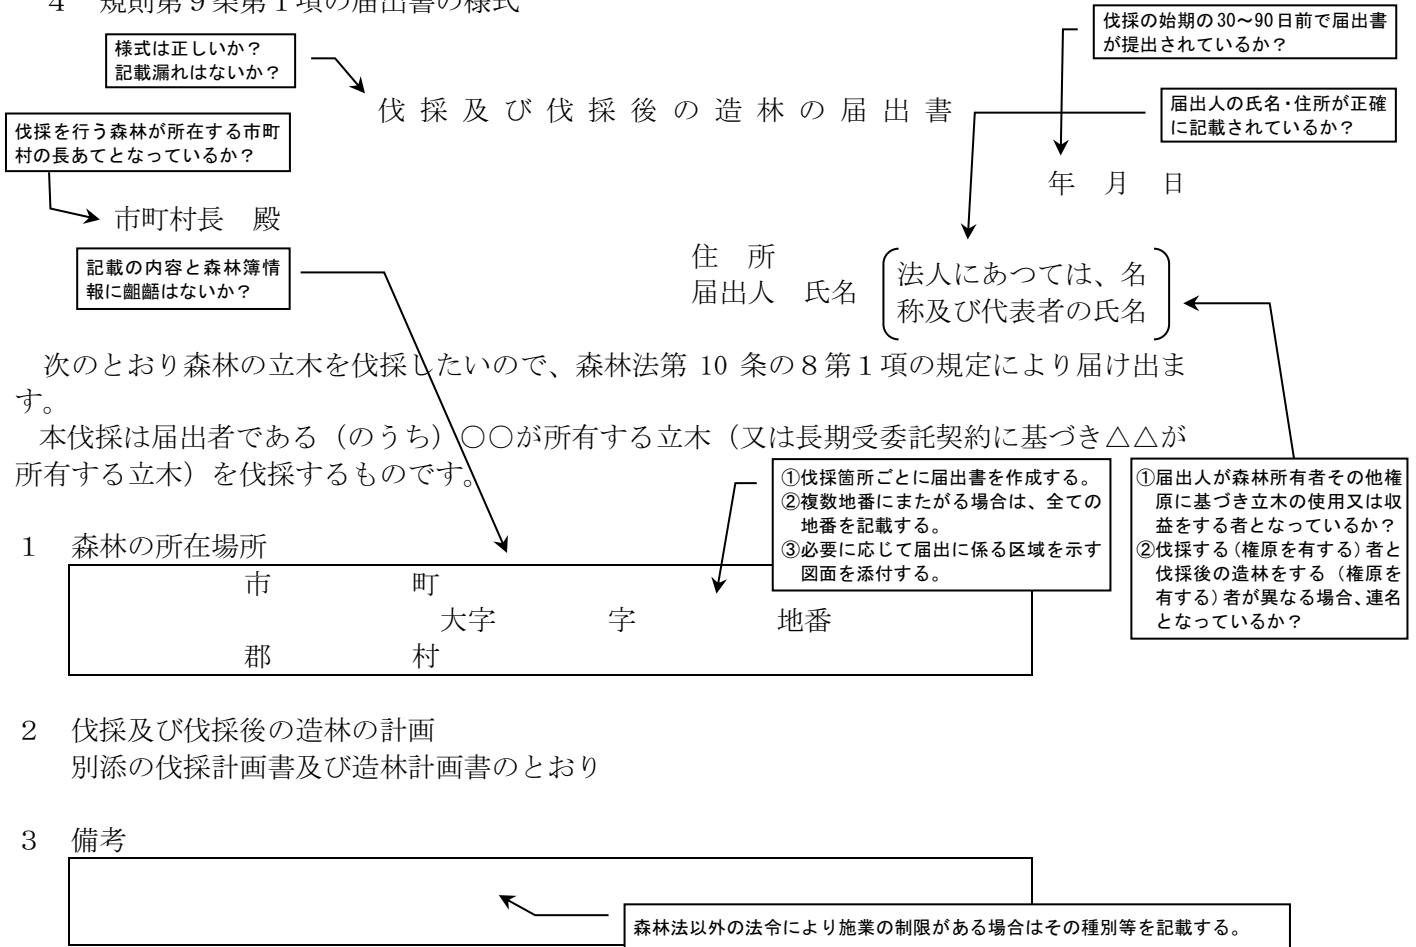 4　規則第９条第１項の届出書の様式
伐採の始期の30～90日前で届出書
が提出されているか？
様式は正しいか？
記載漏れはないか？
伐採及び伐採後の造林の届出書
届出人の氏名・住所が正確
に記載されているか？
伐採を行う森林が所在する市町
村の長あてとなっているか？
年　月　日
市町村長　殿
記載の内容と森林簿情
報に齟齬はないか？
住　所
届出人　氏名
法人にあつては、名
称及び代表者の氏名
次のとおり森林の立木を伐採したいので、森林法第 10 条の８第１項の規定により届け出ま
す。
本伐採は届出者である（のうち）○○が所有する立木（又は長期受委託契約に基づき△△が
所有する立木）を伐採するものです。
①伐採箇所ごとに届出書を作成する。
②複数地番にまたがる場合は、全ての
地番を記載する。
③必要に応じて届出に係る区域を示す
図面を添付する。
①届出人が森林所有者その他権
原に基づき立木の使用又は収
益をする者となっているか？
②伐採する（権原を有する）者と
伐採後の造林をする（権原を
有する）者が異なる場合、連名
となっているか？
１　森林の所在場所
市　町
大字　字　地番
郡　村
２　伐採及び伐採後の造林の計画
別添の伐採計画書及び造林計画書のとおり
３　備考
森林法以外の法令により施業の制限がある場合はその種別等を記載する。